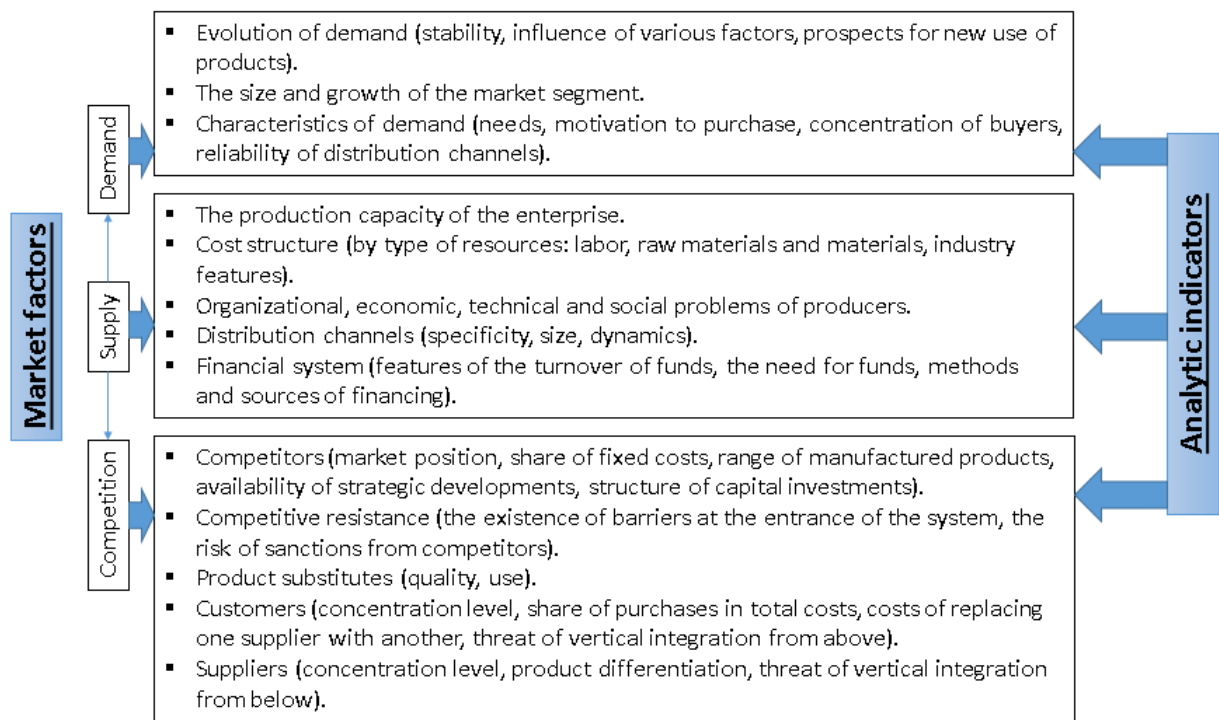 Market factors
Demand
▪ Evolution of demand (stability, influence of various factors, prospects for new use of
products).
▪ The size and growth of the market segment.
▪ Characteristics of demand (needs, motivation to purchase, concentration of buyers,
reliability of distribution channels).
Supply
▪ The production capacity of the enterprise.
▪ Cost structure (by type of resources: labor, raw materials and materials, industry
features).
▪ Organizational, economic, technical and social problems of producers.
▪ Distribution channels (specificity, size, dynamics).
▪ Financial system (features of the turnover of funds, the need for funds, methods
and sources of financing).
Competition
▪ Competitors (market position, share of fixed costs, range of manufactured products,
availability of strategic developments, structure of capital investments).
▪ Competitive resistance (the existence of barriers at the entrance of the system, the
risk of sanctions from competitors).
▪ Product substitutes (quality, use).
▪ Customers (concentration level, share of purchases in total costs, costs of replacing
one supplier with another, threat of vertical integration from above).
▪ Suppliers (concentration level, product differentiation, threat of vertical integration
from below).
Analytic indicators